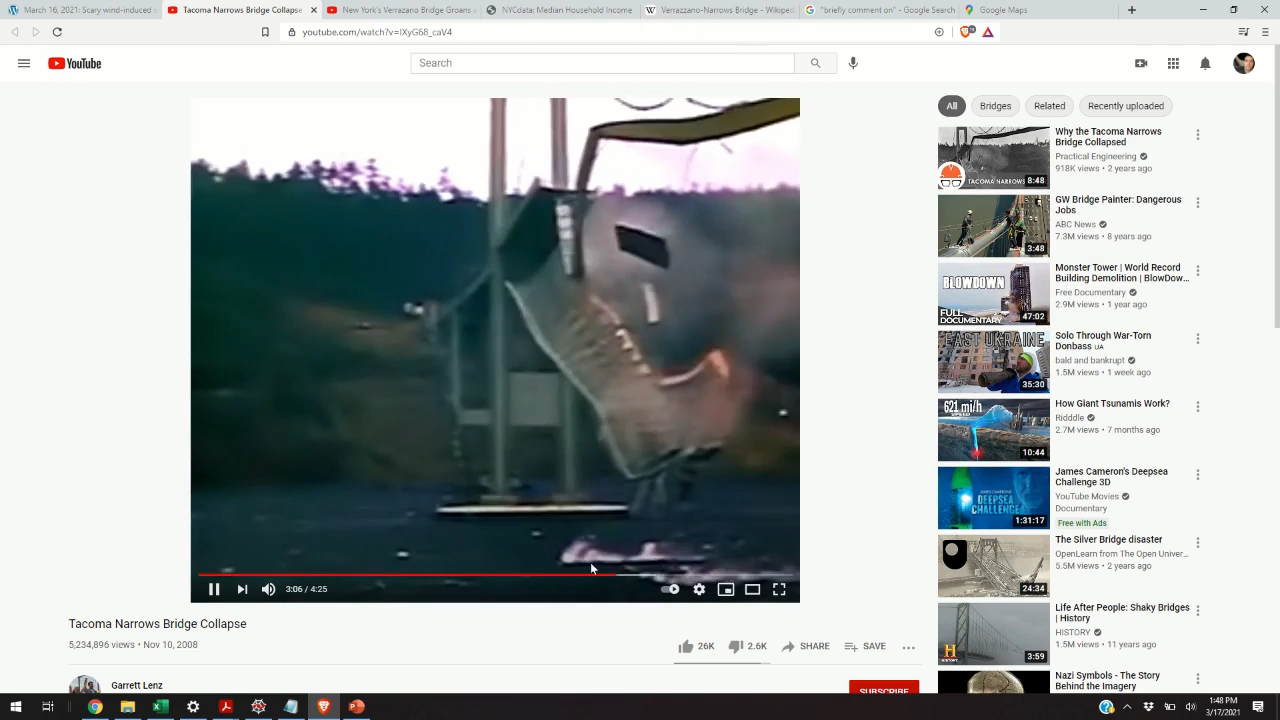 March 16, 2021: Scary wind-induced o
Tacoma Narrows Bridge Collapse
New York's Verazano Bridge Groans a
NYCdata: Median Household Income
Verrazzano-Narrows Bridge - Wikiped
"briefly comment on" - Google Search
Google Maps
youtube.com/watch?v=IXyG68_caV4
YouTube
Search
All
Bridges
Related
Recently uploaded
Why the Tacoma Narrows
Bridge Collapsed
Practical Engineering
918K views • 2 years ago
TACOMA NARROWS
8:48
GW Bridge Painter: Dangerous
Jobs
ABC News
7.3M views • 8 years ago
3:48
Monster Tower | World Record
Building Demolition | BlowDow...
Free Documentary
2.9M views • 1 year ago
BLOWDOWN
FULL
DOCUMENTARY
47:02
Solo Through War-Torn
Donbass UA
bald and bankrupt
1.5M views • 1 week ago
EAST UKRAINE
35:30
How Giant Tsunamis Work?
Ridddle
2.7M views • 7 months ago
621 mi/h
SPEED
10:44
James Cameron's Deepsea
Challenge 3D
YouTube Movies
Documentary
Free with Ads
DEEPSEA
CHALLENGE
1:31:17
The Silver Bridge disaster
OpenLearn from The Open Univer...
5.5M views • 2 years ago
24:34
Life After People: Shaky Bridges
| History
HISTORY
1.5M views • 11 years ago
H
HISTORY
3:59
Nazi Symbols - The Story
Behind the Imagery
3:06 / 4:25
Tacoma Narrows Bridge Collapse
5,234,896 views • Nov 10, 2008
26K
2.6K
SHARE
SAVE
Garrett Lenz
SUBSCRIBE
1:48 PM
3/17/2021